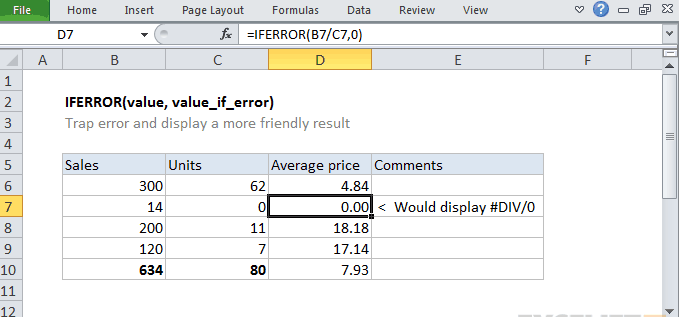 File Home Insert Page Layout Formulas Data Review View
D7 fx =IFERROR(B7/C7,0)
A B C D E F
1
2 IFERROR(value, value_if_error)
3 Trap error and display a more friendly result
4
5 Sales Units Average price Comments
6 300 62 4.84
7 14 0 0.00 < Would display #DIV/0
8 200 11 18.18
9 120 7 17.14
10 634 80 7.93
11
12